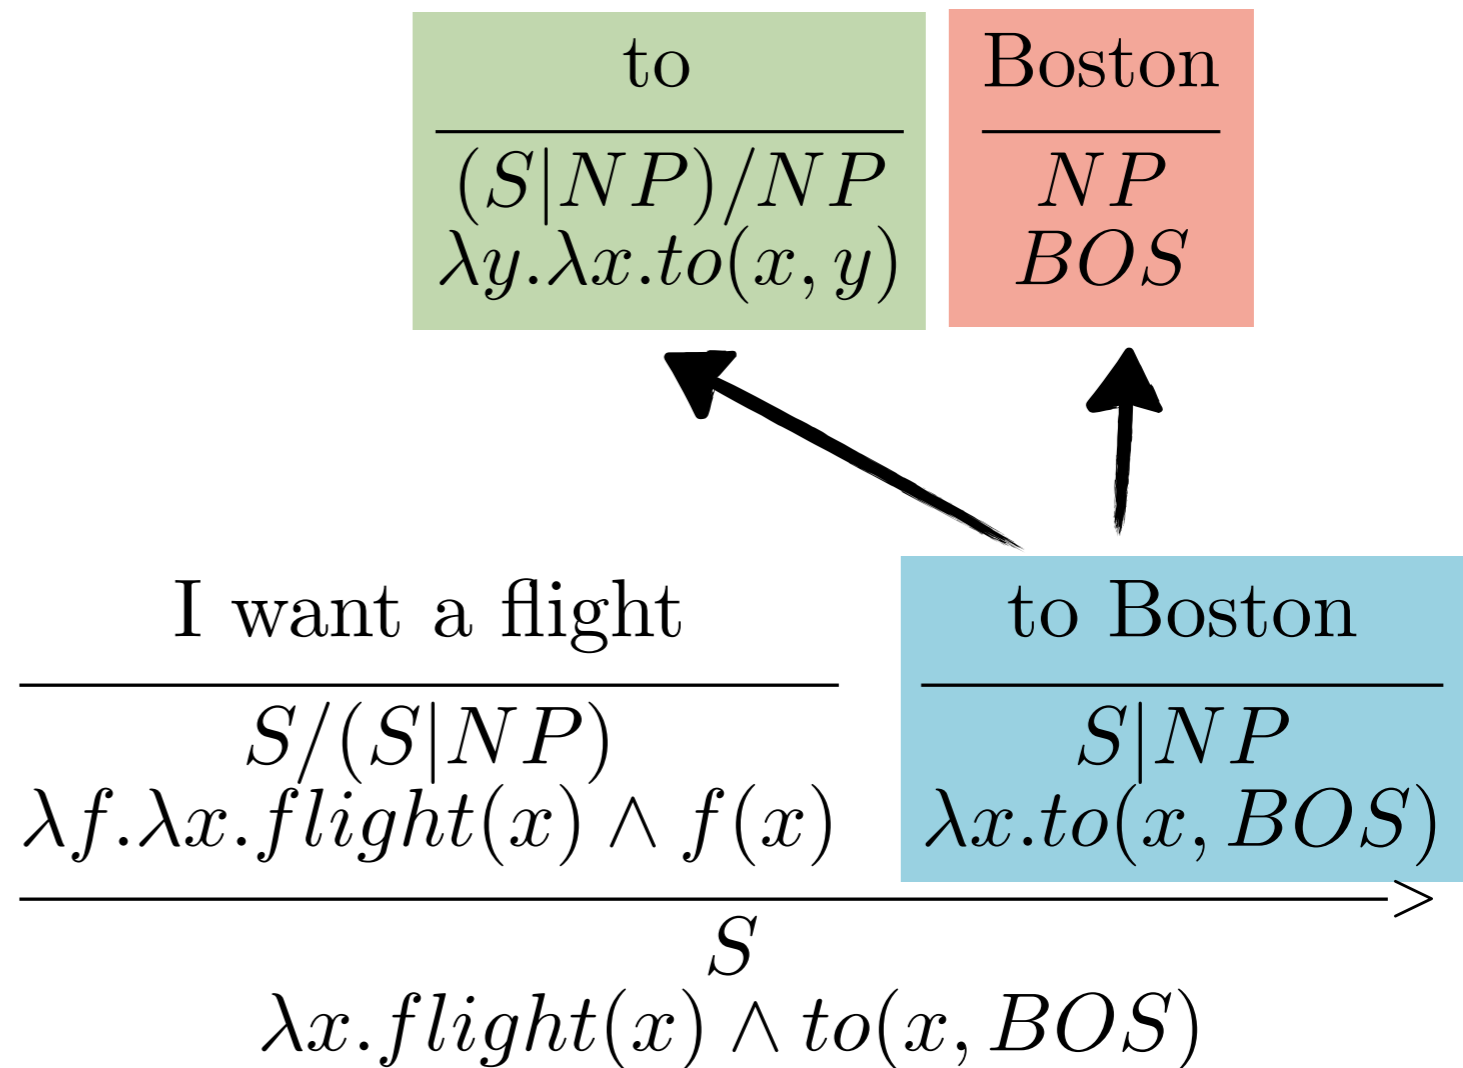 to
(S|NP)/NP
λy.λx.to(x, y)
Boston
NP
BOS
I want a flight
S/(S|NP)
λf.λx.flight(x) ∧ f(x)
to Boston
S|NP
λx.to(x, BOS)
>
S
λx.flight(x) ∧ to(x, BOS)